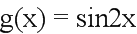 g(x) = sin2x